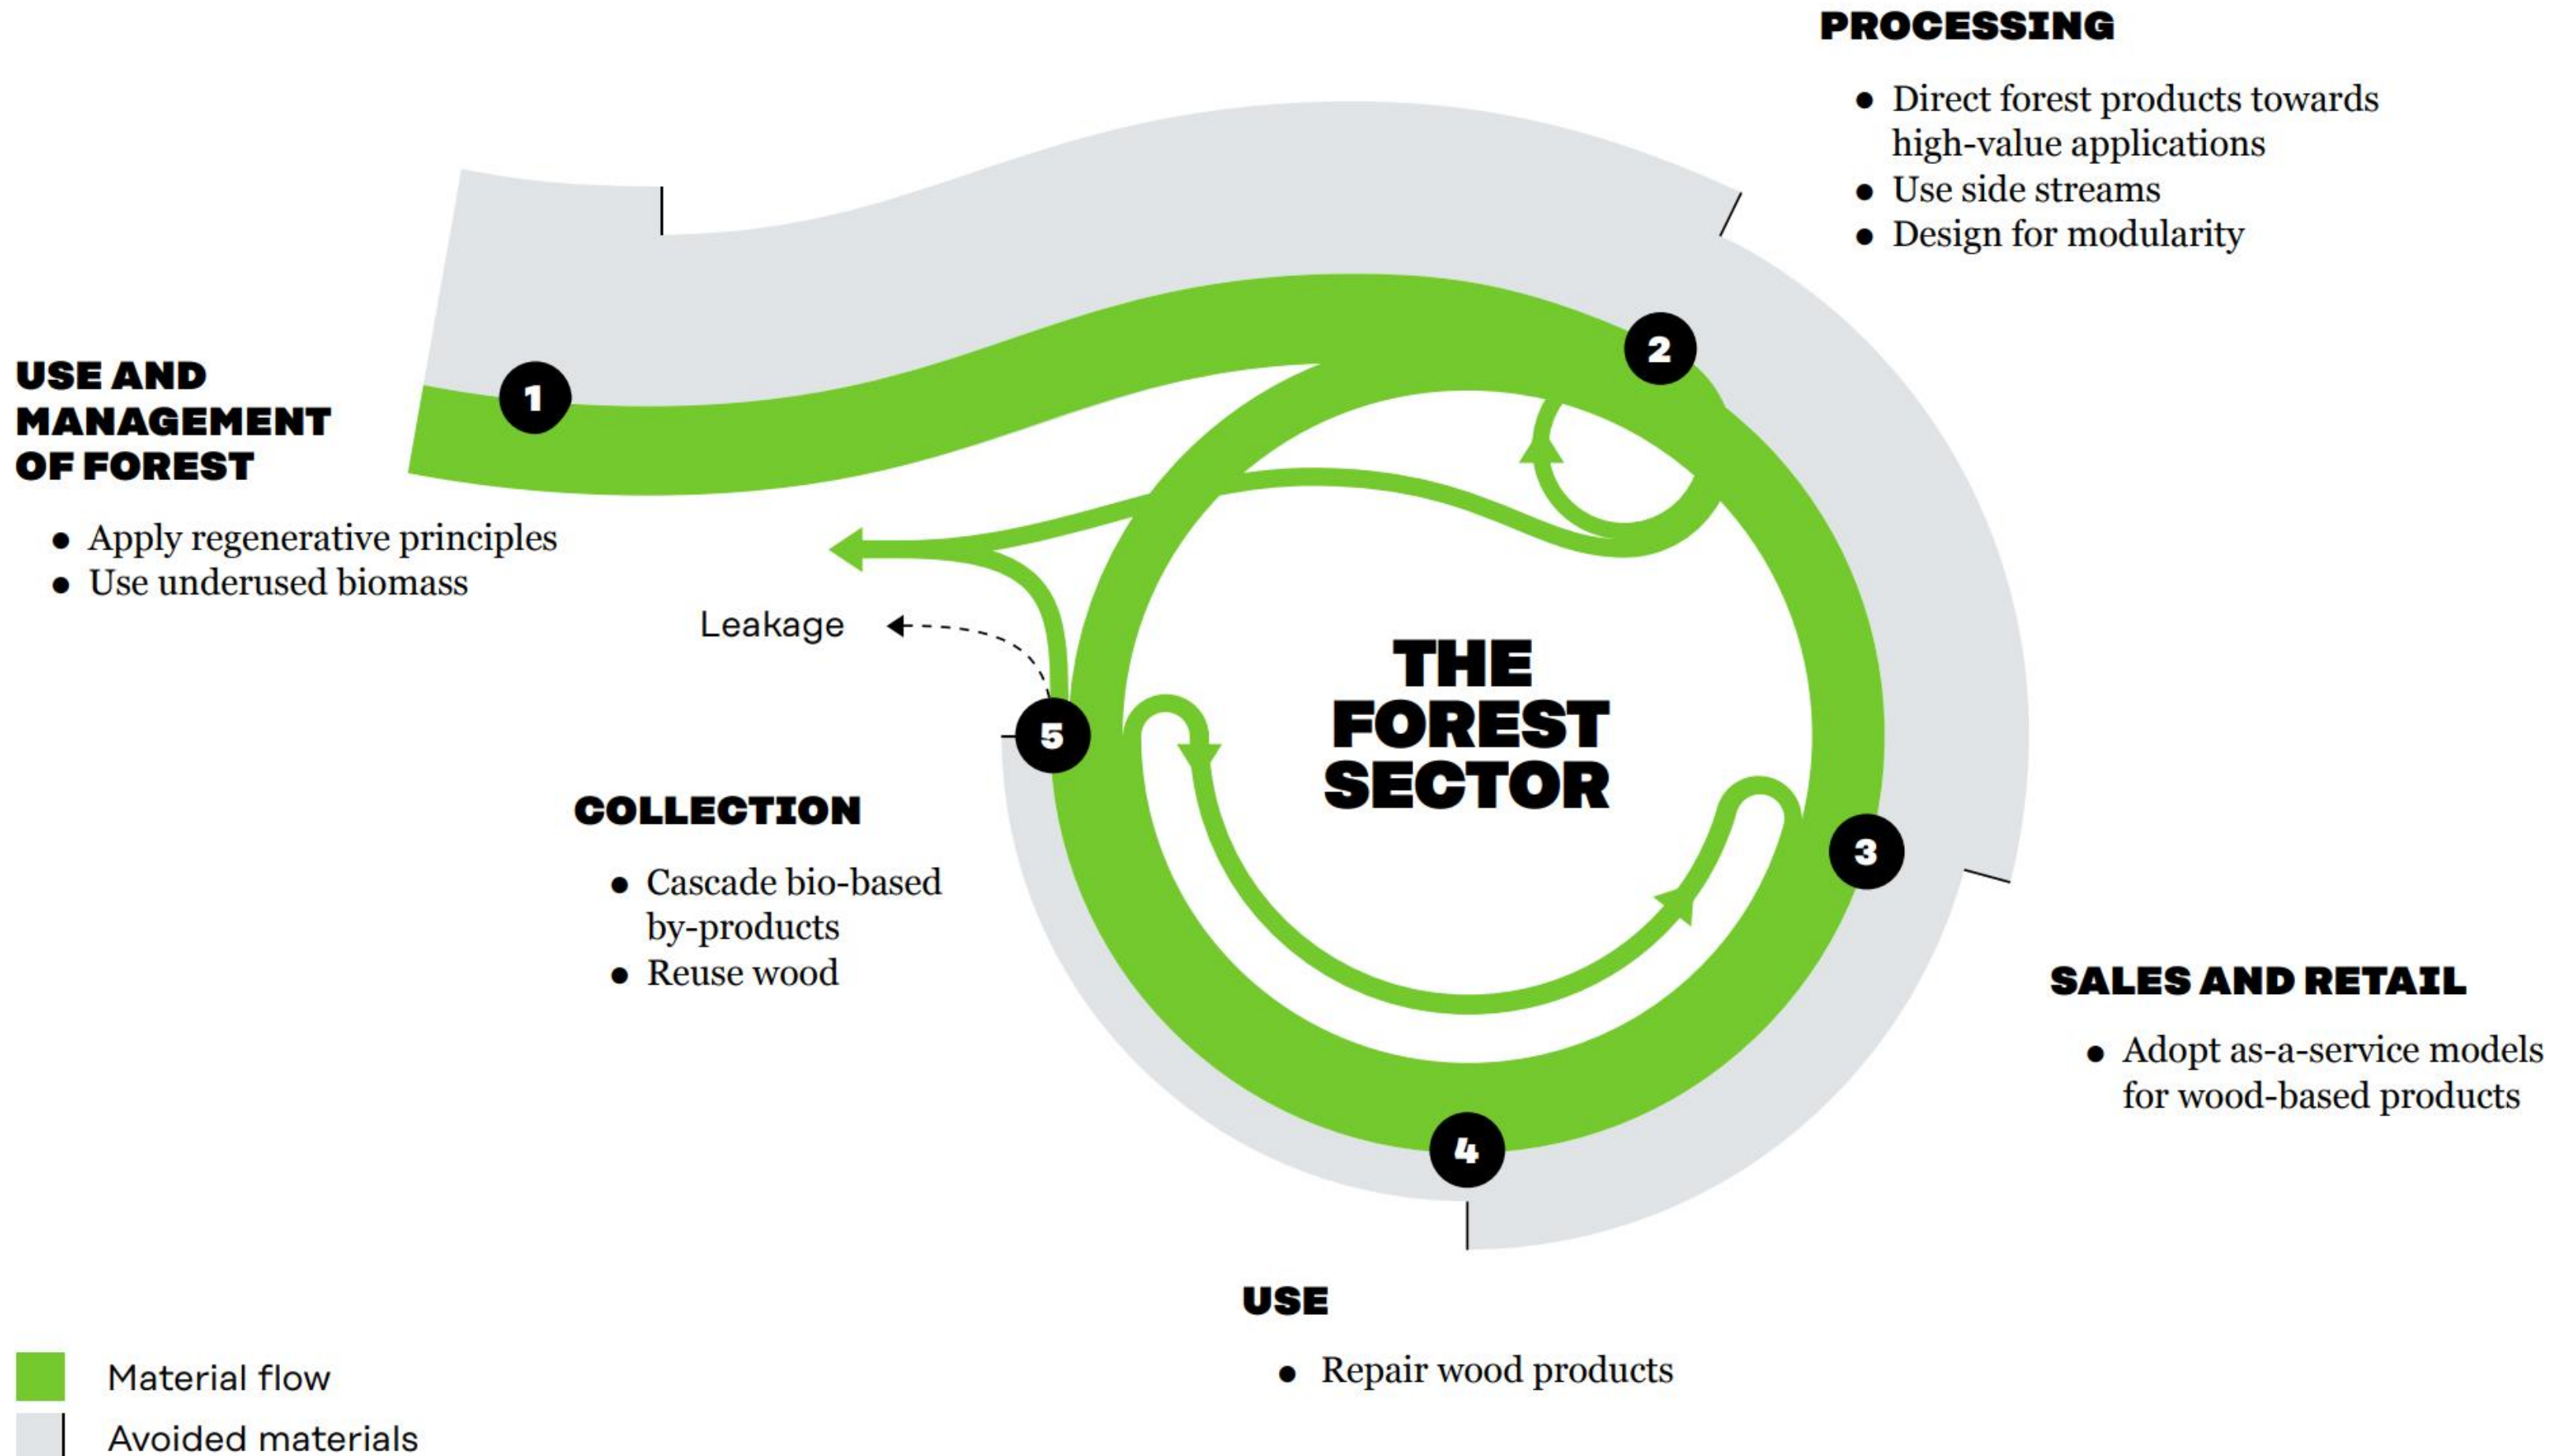 PROCESSING
● Direct forest products towards
high-value applications
● Use side streams
● Design for modularity
2
1
USE AND
MANAGEMENT
OF FOREST
● Apply regenerative principles
● Use underused biomass
Leakage
THE
FOREST
SECTOR
5
COLLECTION
● Cascade bio-based
by-products
● Reuse wood
3
SALES AND RETAIL
● Adopt as-a-service models
for wood-based products
4
USE
● Repair wood products
Material flow
Avoided materials